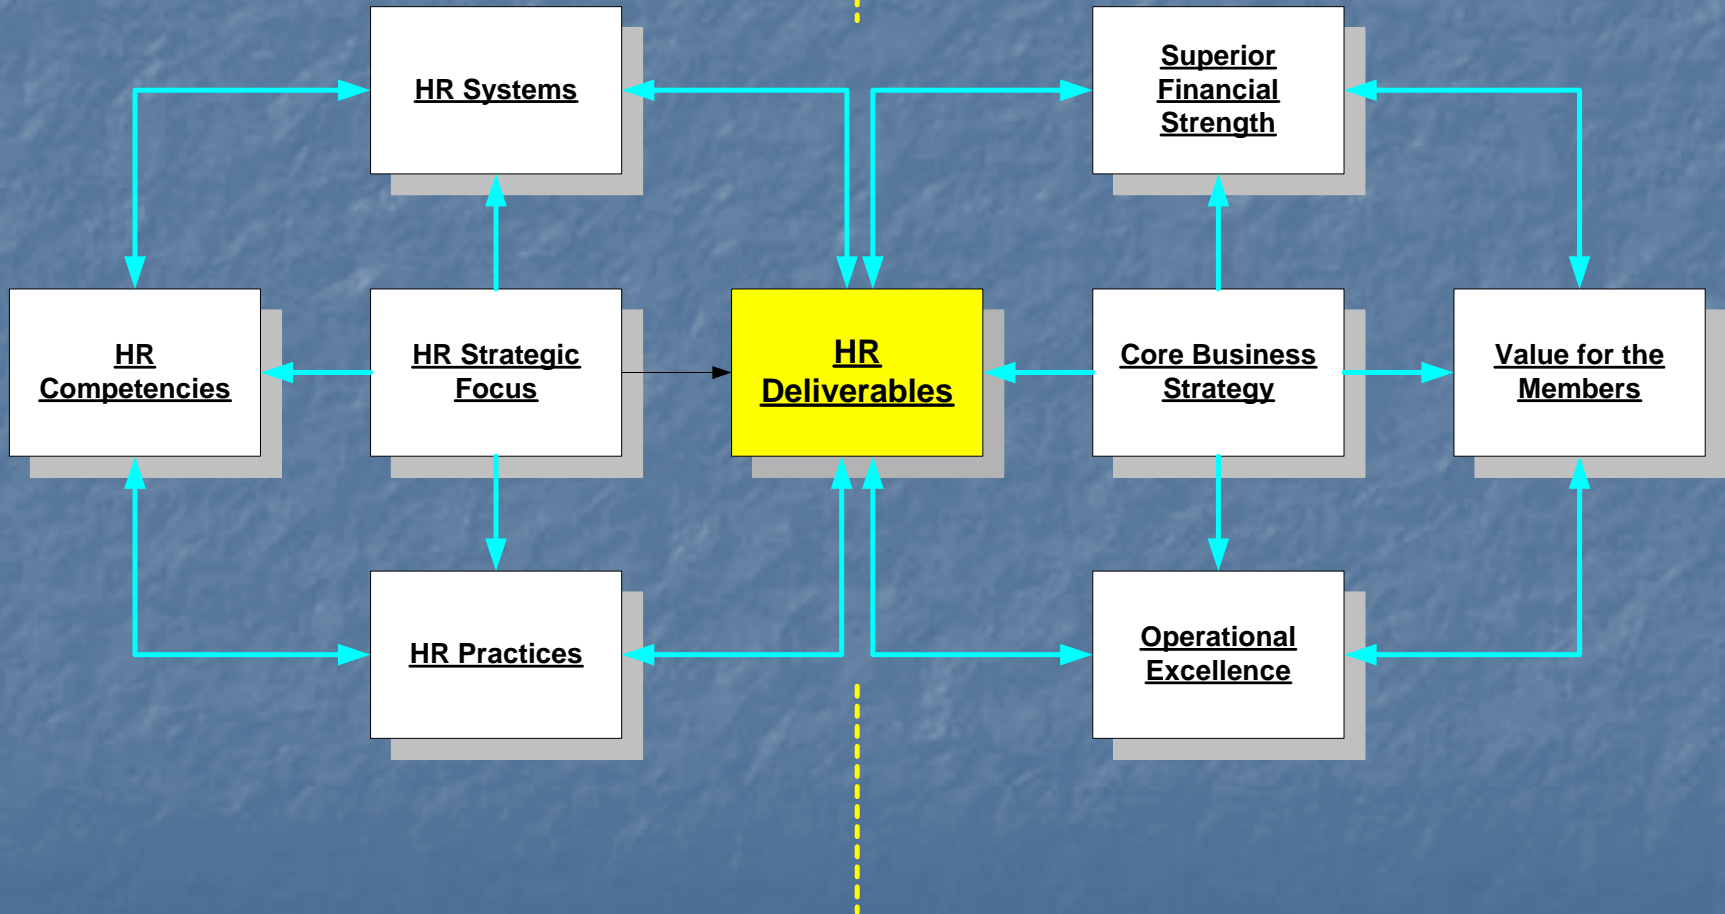 HR Systems
Superior
Financial
Strength
HR
Competencies
HR Strategic
Focus
HR
Deliverables
Core Business
Strategy
Value for the
Members
HR Practices
Operational
Excellence